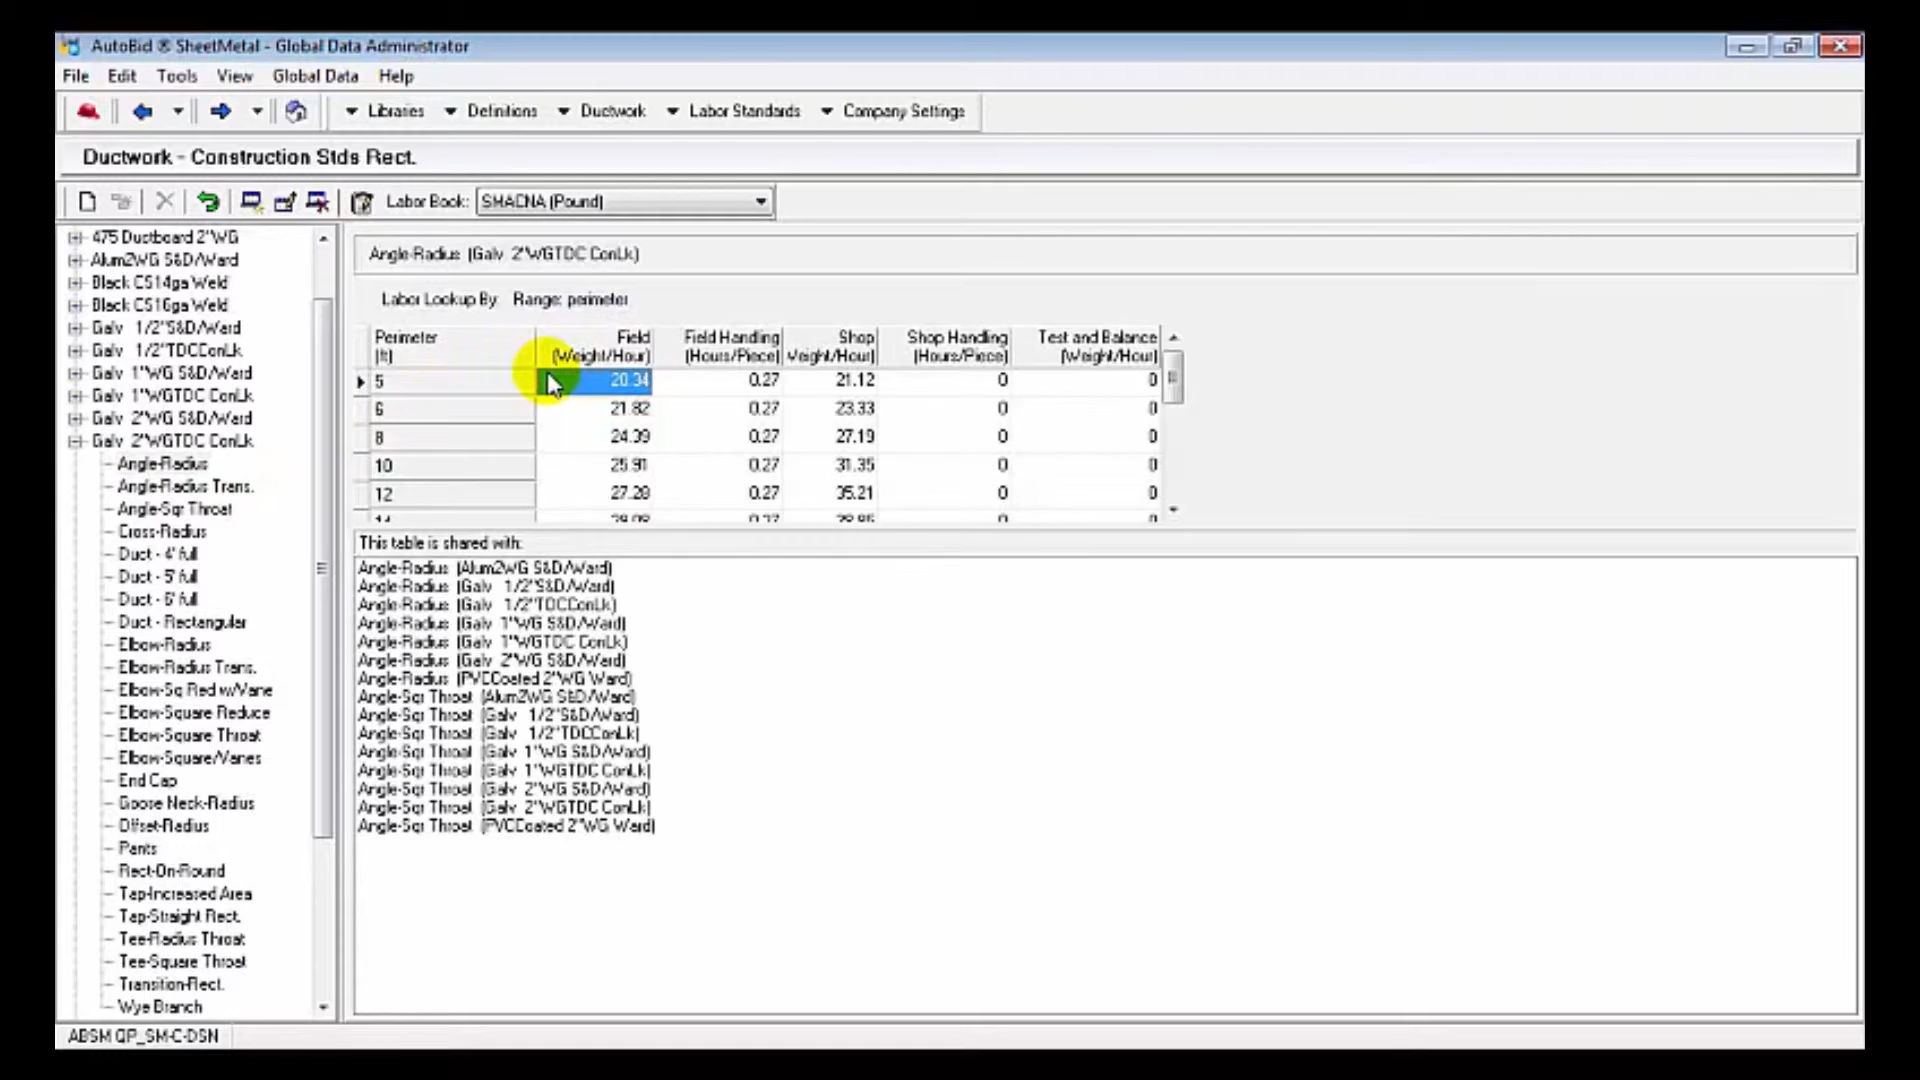 AutoBid ® SheetMetal - Global Data Administrator
File Edit Tools View Global Data Help
Libraries Definitions Ductwork Labor Standards Company Settings
Ductwork - Construction Stds Rect.
Labor Book: SMACNA (Pound)
475 Ductboard 2"WG
Alum2WG S&D/Ward
Black CS14ga Weld
Black CS16ga Weld
Galv 1/2"S&D/Ward
Galv 1/2"TDCConLk
Galv 1"WG S&D/Ward
Galv 1"WGTDC ConLk
Galv 2"WG S&D/Ward
Galv 2"WGTDC ConLk
Angle-Radius
Angle-Radius Trans.
Angle-Sqr Throat
Cross-Radius
Duct - 4' full
Duct - 5' full
Duct - 6' full
Duct - Rectangular
Elbow-Radius
Elbow-Radius Trans.
Elbow-Sq Red w/Vane
Elbow-Square Reduce
Elbow-Square Throat
Elbow-Square/Vanes
End Cap
Goose Neck-Radius
Offset-Radius
Pants
Rect-On-Round
Tap-Increased Area
Tap-Straight Rect.
Tee-Radius Throat
Tee-Square Throat
Transition-Rect.
Wye Branch
Angle-Radius (Galv 2"WGTDC ConLk)
Labor Lookup By: Range: perimeter
Perimeter Field Field Handling Shop Shop Handling Test and Balance
(ft) (Weight/Hour) (Hours/Piece) Weight/Hour) (Hours/Piece) (Weight/Hour)
5 20.34 0.27 21.12 0 0
6 21.82 0.27 23.33 0 0
8 24.39 0.27 27.19 0 0
10 25.91 0.27 31.35 0 0
12 27.28 0.27 35.21 0 0
This table is shared with:
Angle-Radius (Alum2WG S&D/Ward)
Angle-Radius (Galv 1/2"S&D/Ward)
Angle-Radius (Galv 1/2"TDCConLk)
Angle-Radius (Galv 1"WG S&D/Ward)
Angle-Radius (Galv 1"WGTDC ConLk)
Angle-Radius (Galv 2"WG S&D/Ward)
Angle-Radius (PVCCoated 2"WG Ward)
Angle-Sqr Throat (Alum2WG S&D/Ward)
Angle-Sqr Throat (Galv 1/2"S&D/Ward)
Angle-Sqr Throat (Galv 1/2"TDCConLk)
Angle-Sqr Throat (Galv 1"WG S&D/Ward)
Angle-Sqr Throat (Galv 1"WGTDC ConLk)
Angle-Sqr Throat (Galv 2"WG S&D/Ward)
Angle-Sqr Throat (Galv 2"WGTDC ConLk)
Angle-Sqr Throat (PVCCoated 2"WG Ward)
ABSM QP_SM-C-DSN